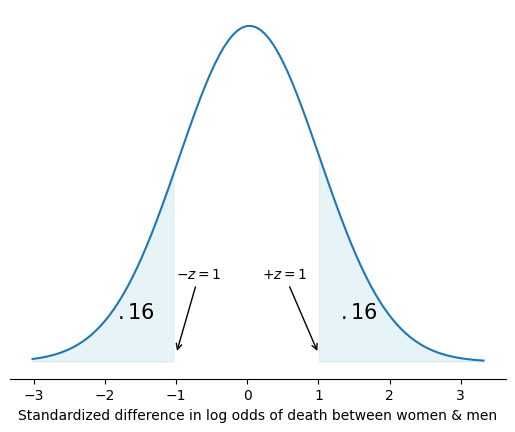 −z = 1
+z = 1
.16
.16
−3 −2 −1 0 1 2 3
Standardized difference in log odds of death between women & men